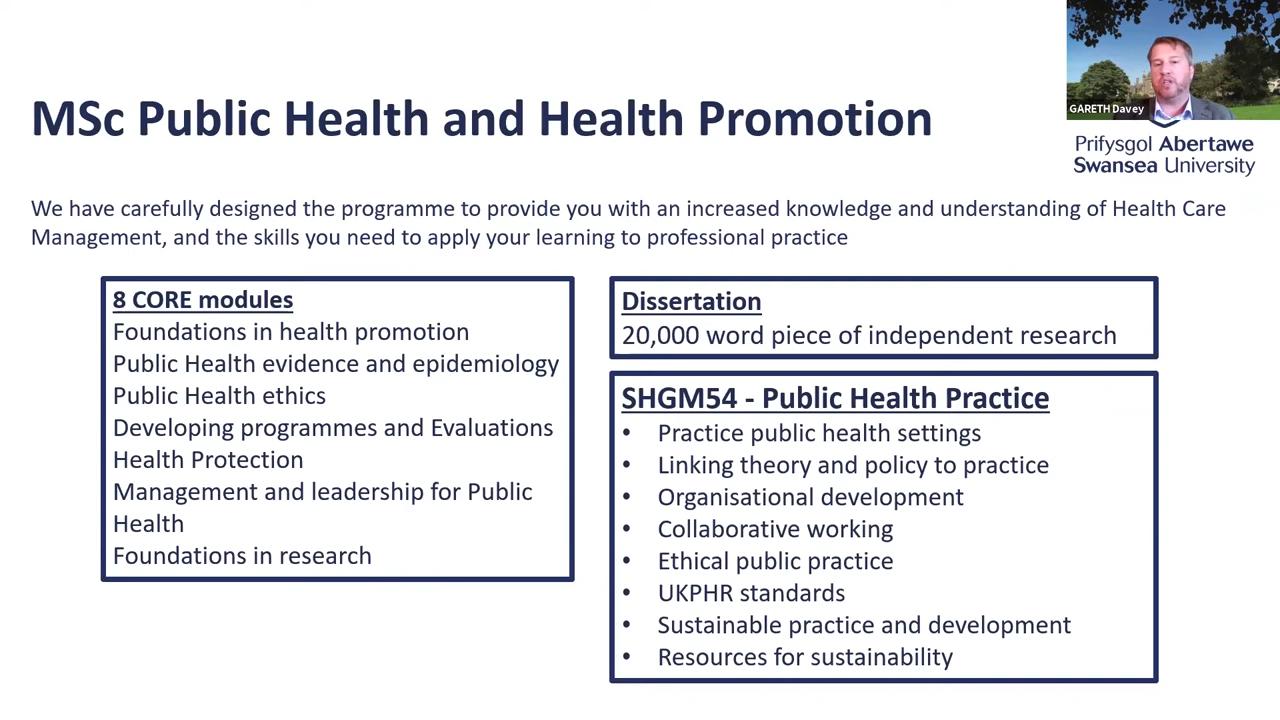 MSc Public Health and Health Promotion
GARETH Davey
Prifysgol Abertawe
Swansea University
We have carefully designed the programme to provide you with an increased knowledge and understanding of Health Care
Management, and the skills you need to apply your learning to professional practice
8 CORE modules
Foundations in health promotion
Public Health evidence and epidemiology
Public Health ethics
Developing programmes and Evaluations
Health Protection
Management and leadership for Public
Health
Foundations in research
Dissertation
20,000 word piece of independent research
SHGM54 - Public Health Practice
• Practice public health settings
• Linking theory and policy to practice
• Organisational development
• Collaborative working
• Ethical public practice
• UKPHR standards
• Sustainable practice and development
• Resources for sustainability